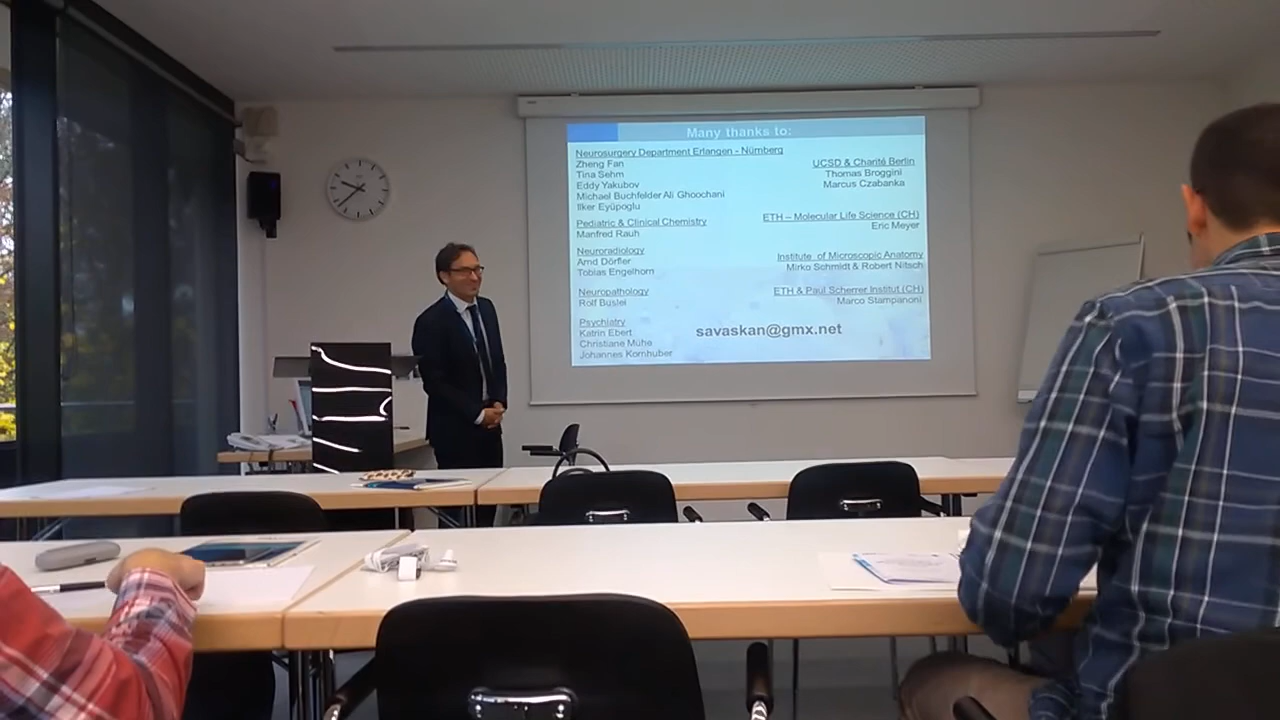 Many thanks to:
Neurosurgery Department Erlangen - Nürnberg
Zheng Fan
Tina Sehm
Eddy Yakubov
Michael Buchfelder Ali Ghoochani
Ilker Eyüpoglu
Pediatric & Clinical Chemistry
Manfred Rauh
Neuroradiology
Arnd Dörfler
Tobias Engelhorn
Neuropathology
Rolf Buslei
Psychiatry
Katrin Ebert
Christiane Mühe
Johannes Kornhuber
UCSD & Charité Berlin
Thomas Broggini
Marcus Czabanka
ETH – Molecular Life Science (CH)
Eric Meyer
Institute of Microscopic Anatomy
Mirko Schmidt & Robert Nitsch
ETH & Paul Scherrer Institut (CH)
Marco Stampanoni
savaskan@gmx.net